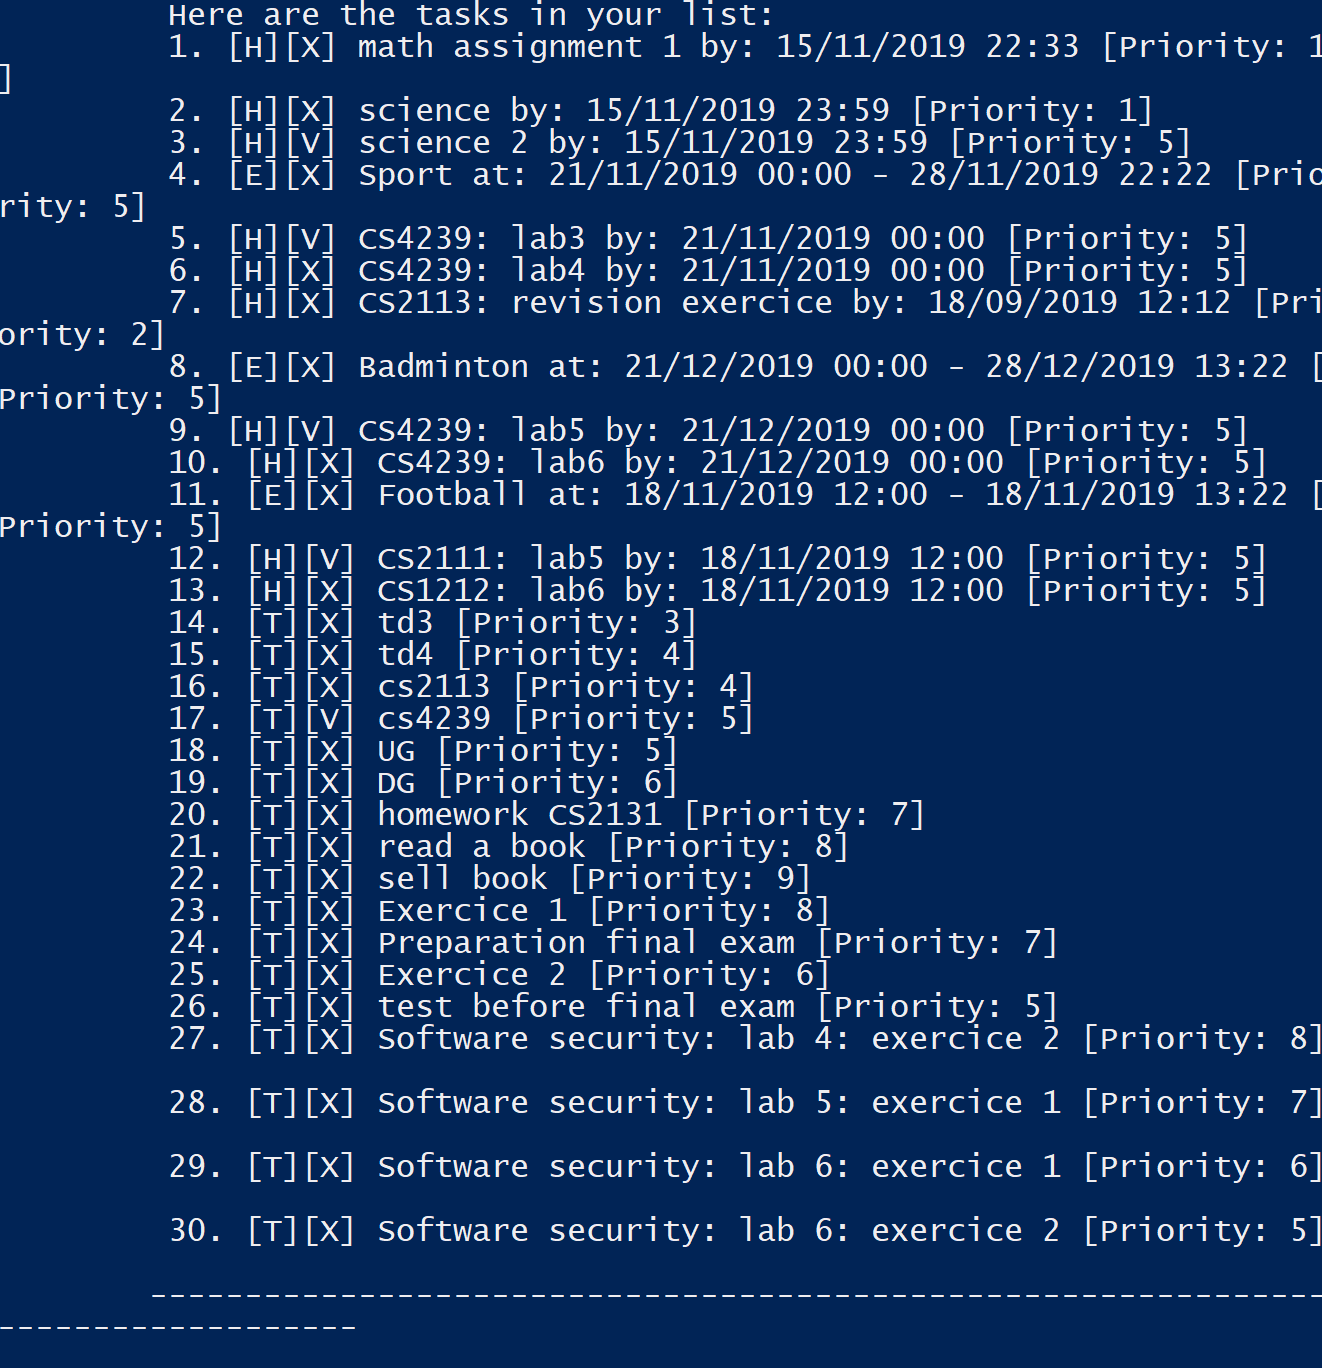 Here are the tasks in your list:
1. [H][X] math assignment 1 by: 15/11/2019 22:33 [Priority: 1
]
2. [H][X] science by: 15/11/2019 23:59 [Priority: 1]
3. [H][V] science 2 by: 15/11/2019 23:59 [Priority: 5]
4. [E][X] Sport at: 21/11/2019 00:00 - 28/11/2019 22:22 [Prio
rity: 5]
5. [H][V] CS4239: lab3 by: 21/11/2019 00:00 [Priority: 5]
6. [H][X] CS4239: lab4 by: 21/11/2019 00:00 [Priority: 5]
7. [H][X] CS2113: revision exercice by: 18/09/2019 12:12 [Pri
ority: 2]
8. [E][X] Badminton at: 21/12/2019 00:00 - 28/12/2019 13:22 [
Priority: 5]
9. [H][V] CS4239: lab5 by: 21/12/2019 00:00 [Priority: 5]
10. [H][X] CS4239: lab6 by: 21/12/2019 00:00 [Priority: 5]
11. [E][X] Football at: 18/11/2019 12:00 - 18/11/2019 13:22 [
Priority: 5]
12. [H][V] CS2111: lab5 by: 18/11/2019 12:00 [Priority: 5]
13. [H][X] CS1212: lab6 by: 18/11/2019 12:00 [Priority: 5]
14. [T][X] td3 [Priority: 3]
15. [T][X] td4 [Priority: 4]
16. [T][X] cs2113 [Priority: 4]
17. [T][V] cs4239 [Priority: 5]
18. [T][X] UG [Priority: 5]
19. [T][X] DG [Priority: 6]
20. [T][X] homework CS2131 [Priority: 7]
21. [T][X] read a book [Priority: 8]
22. [T][X] sell book [Priority: 9]
23. [T][X] Exercice 1 [Priority: 8]
24. [T][X] Preparation final exam [Priority: 7]
25. [T][X] Exercice 2 [Priority: 6]
26. [T][X] test before final exam [Priority: 5]
27. [T][X] Software security: lab 4: exercice 2 [Priority: 8]
28. [T][X] Software security: lab 5: exercice 1 [Priority: 7]
29. [T][X] Software security: lab 6: exercice 1 [Priority: 6]
30. [T][X] Software security: lab 6: exercice 2 [Priority: 5]
--------------------------------------------------------------
-------------------